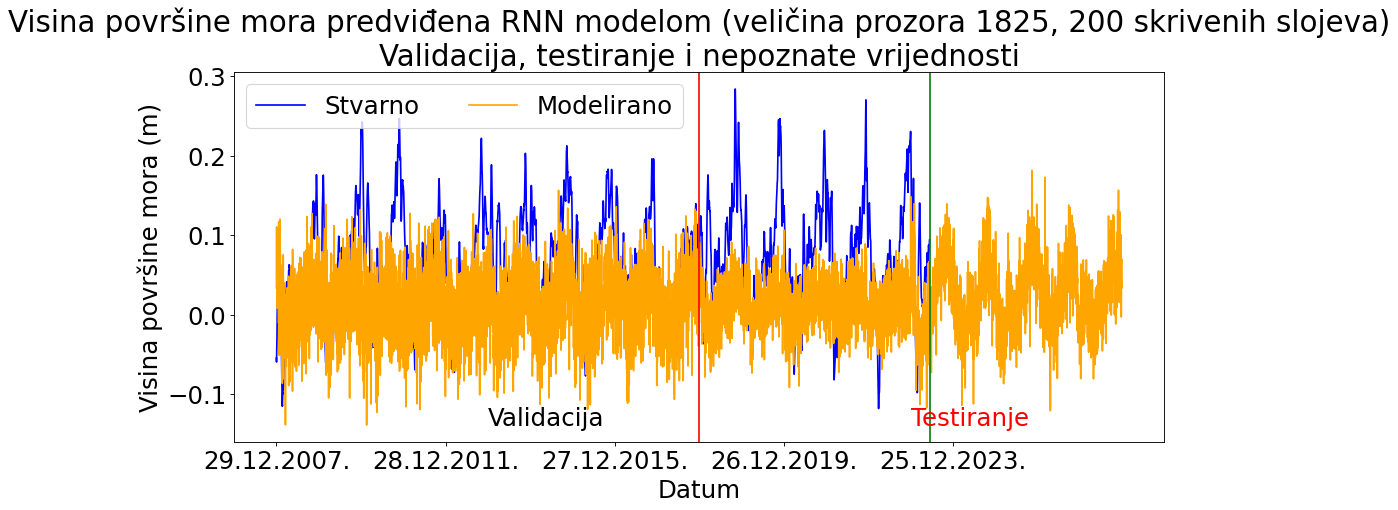 Visina površine mora predviđena RNN modelom (veličina prozora 1825, 200 skrivenih slojeva)
Validacija, testiranje i nepoznate vrijednosti
Visina površine mora (m)
0.3
0.2
0.1
0.0
−0.1
Stvarno
Modelirano
Validacija
Testiranje
29.12.2007.
28.12.2011.
27.12.2015.
26.12.2019.
25.12.2023.
Datum